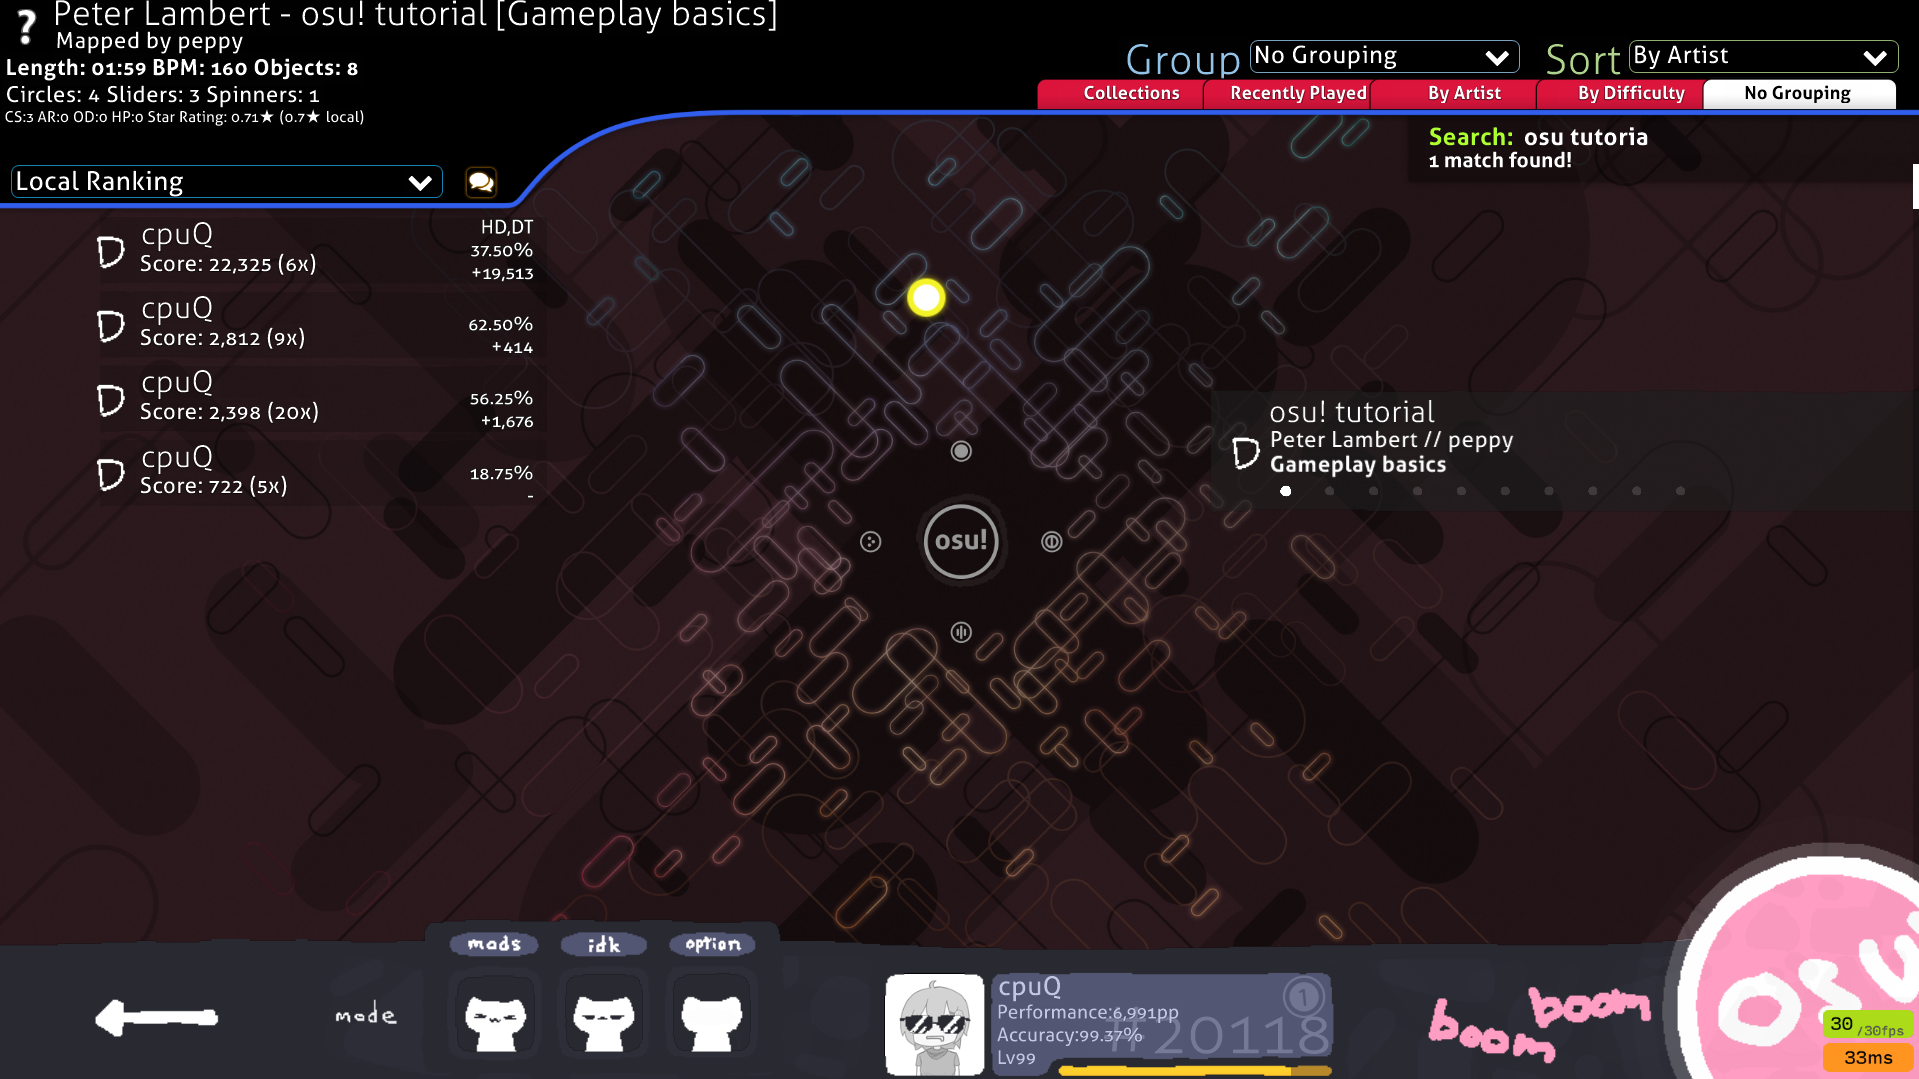 Peter Lambert - osu! tutorial [Gameplay basics]
Mapped by peppy
Length: 01:59 BPM: 160 Objects: 8
Circles: 4 Sliders: 3 Spinners: 1
CS:3 AR:0 OD:0 HP:0 Star Rating: 0.71★ (0.7★ local)
Group No Grouping
Sort By Artist
Collections
Recently Played
By Artist
By Difficulty
No Grouping
Search: osu tutoria
1 match found!
Local Ranking
cpuQ
Score: 22,325 (6x)
HD,DT
37.50%
+19,513
cpuQ
Score: 2,812 (9x)
62.50%
+414
cpuQ
Score: 2,398 (20x)
56.25%
+1,676
cpuQ
Score: 722 (5x)
18.75%
-
osu!
osu! tutorial
Peter Lambert // peppy
Gameplay basics
mode
mods
idk
option
cpuQ
Performance:6,991pp
Accuracy:99.37%
Lv99
#20118
1
boom
boom
osu
30 /30fps
33ms